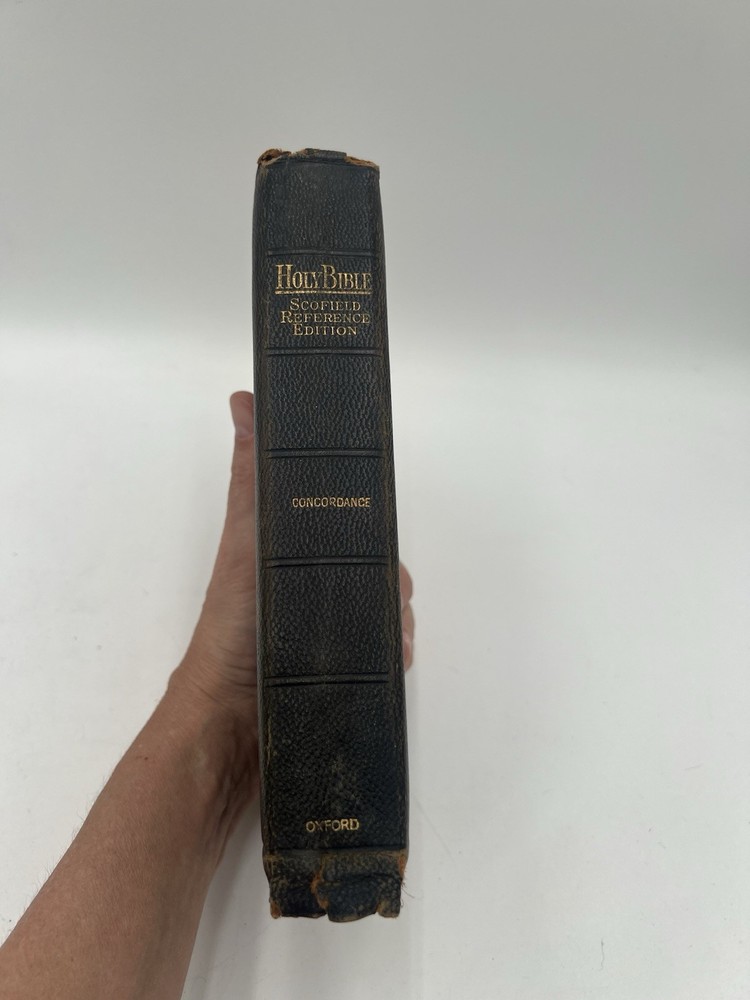 HOLY BIBLE
SCOFIELD
REFERENCE
EDITION
CONCORDANCE
OXFORD